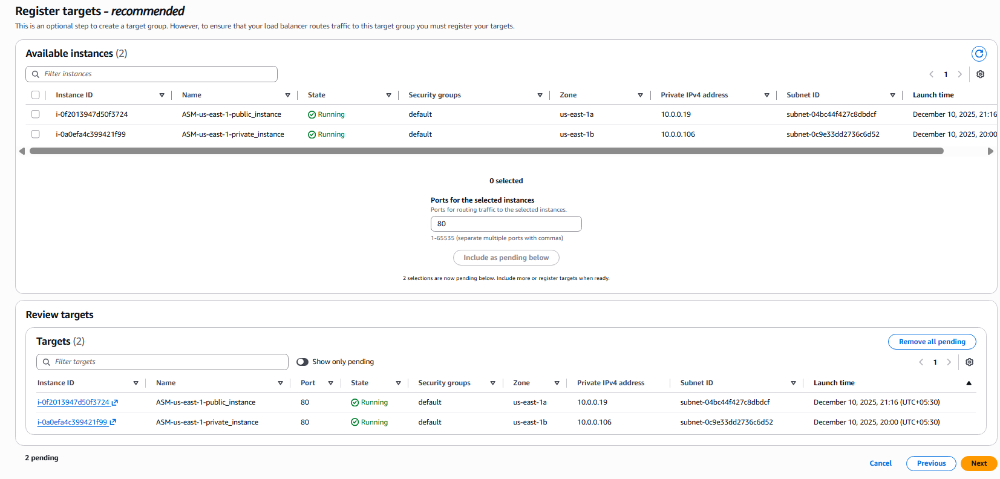 Register targets - recommended
This is an optional step to create a target group. However, to ensure that your load balancer routes traffic to this target group you must register your targets.
Available instances (2)
Filter instances
1
Instance ID Name State Security groups Zone Private IPv4 address Subnet ID Launch time
i-0f2013947d50f3724 ASM-us-east-1-public_instance Running default us-east-1a 10.0.0.19 subnet-04bc44f427c8dbdcf December 10, 2025, 21:16
i-0a0efa4c399421f99 ASM-us-east-1-private_instance Running default us-east-1b 10.0.0.106 subnet-0c9e33dd2736c6d52 December 10, 2025, 20:00
0 selected
Ports for the selected instances
Ports for routing traffic to the selected instances.
80
1-65535 (separate multiple ports with commas)
Include as pending below
2 selections are now pending below. Include more or register targets when ready.
Review targets
Targets (2)
Remove all pending
Filter targets
Show only pending
1
Instance ID Name Port State Security groups Zone Private IPv4 address Subnet ID Launch time
i-0f2013947d50f3724 ASM-us-east-1-public_instance 80 Running default us-east-1a 10.0.0.19 subnet-04bc44f427c8dbdcf December 10, 2025, 21:16 (UTC+05:30)
i-0a0efa4c399421f99 ASM-us-east-1-private_instance 80 Running default us-east-1b 10.0.0.106 subnet-0c9e33dd2736c6d52 December 10, 2025, 20:00 (UTC+05:30)
2 pending
Cancel
Previous
Next